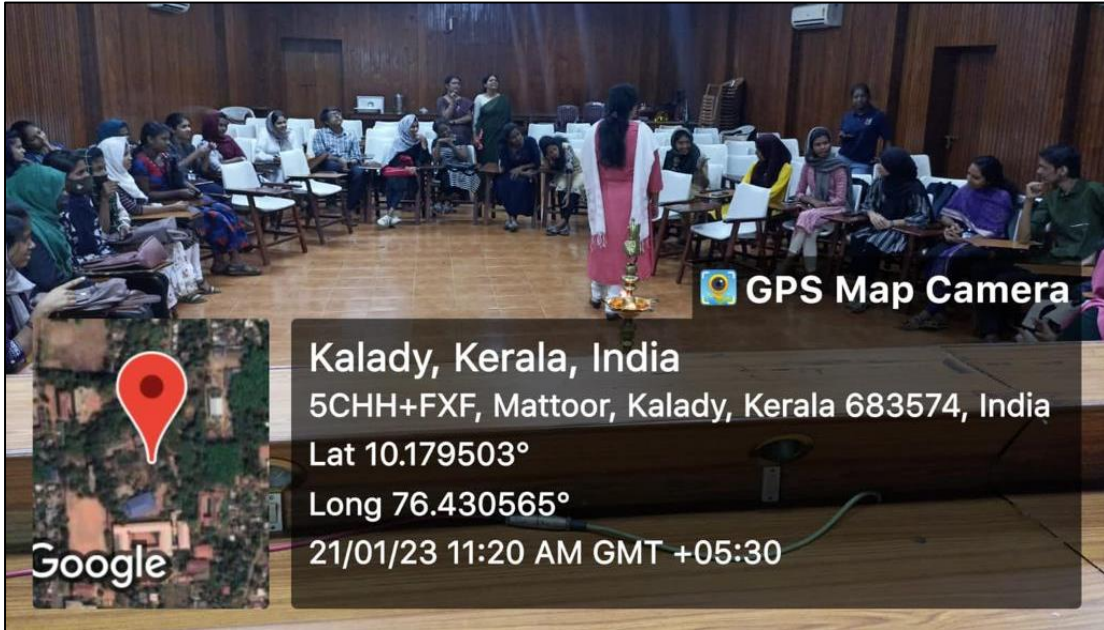 GPS Map Camera
Kalady, Kerala, India
5CHH+FXF, Mattoor, Kalady, Kerala 683574, India
Lat 10.179503°
Long 76.430565°
21/01/23 11:20 AM GMT +05:30
Google